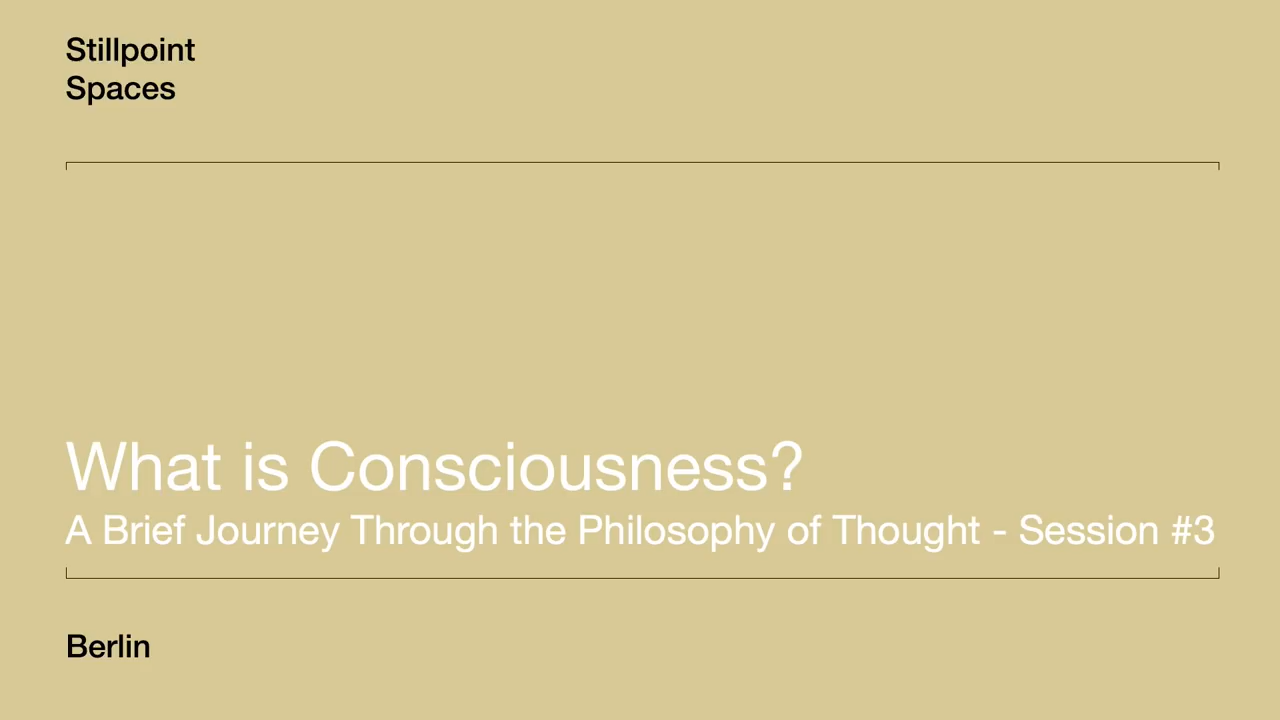 Stillpoint
Spaces
What is Consciousness?
A Brief Journey Through the Philosophy of Thought - Session #3
Berlin